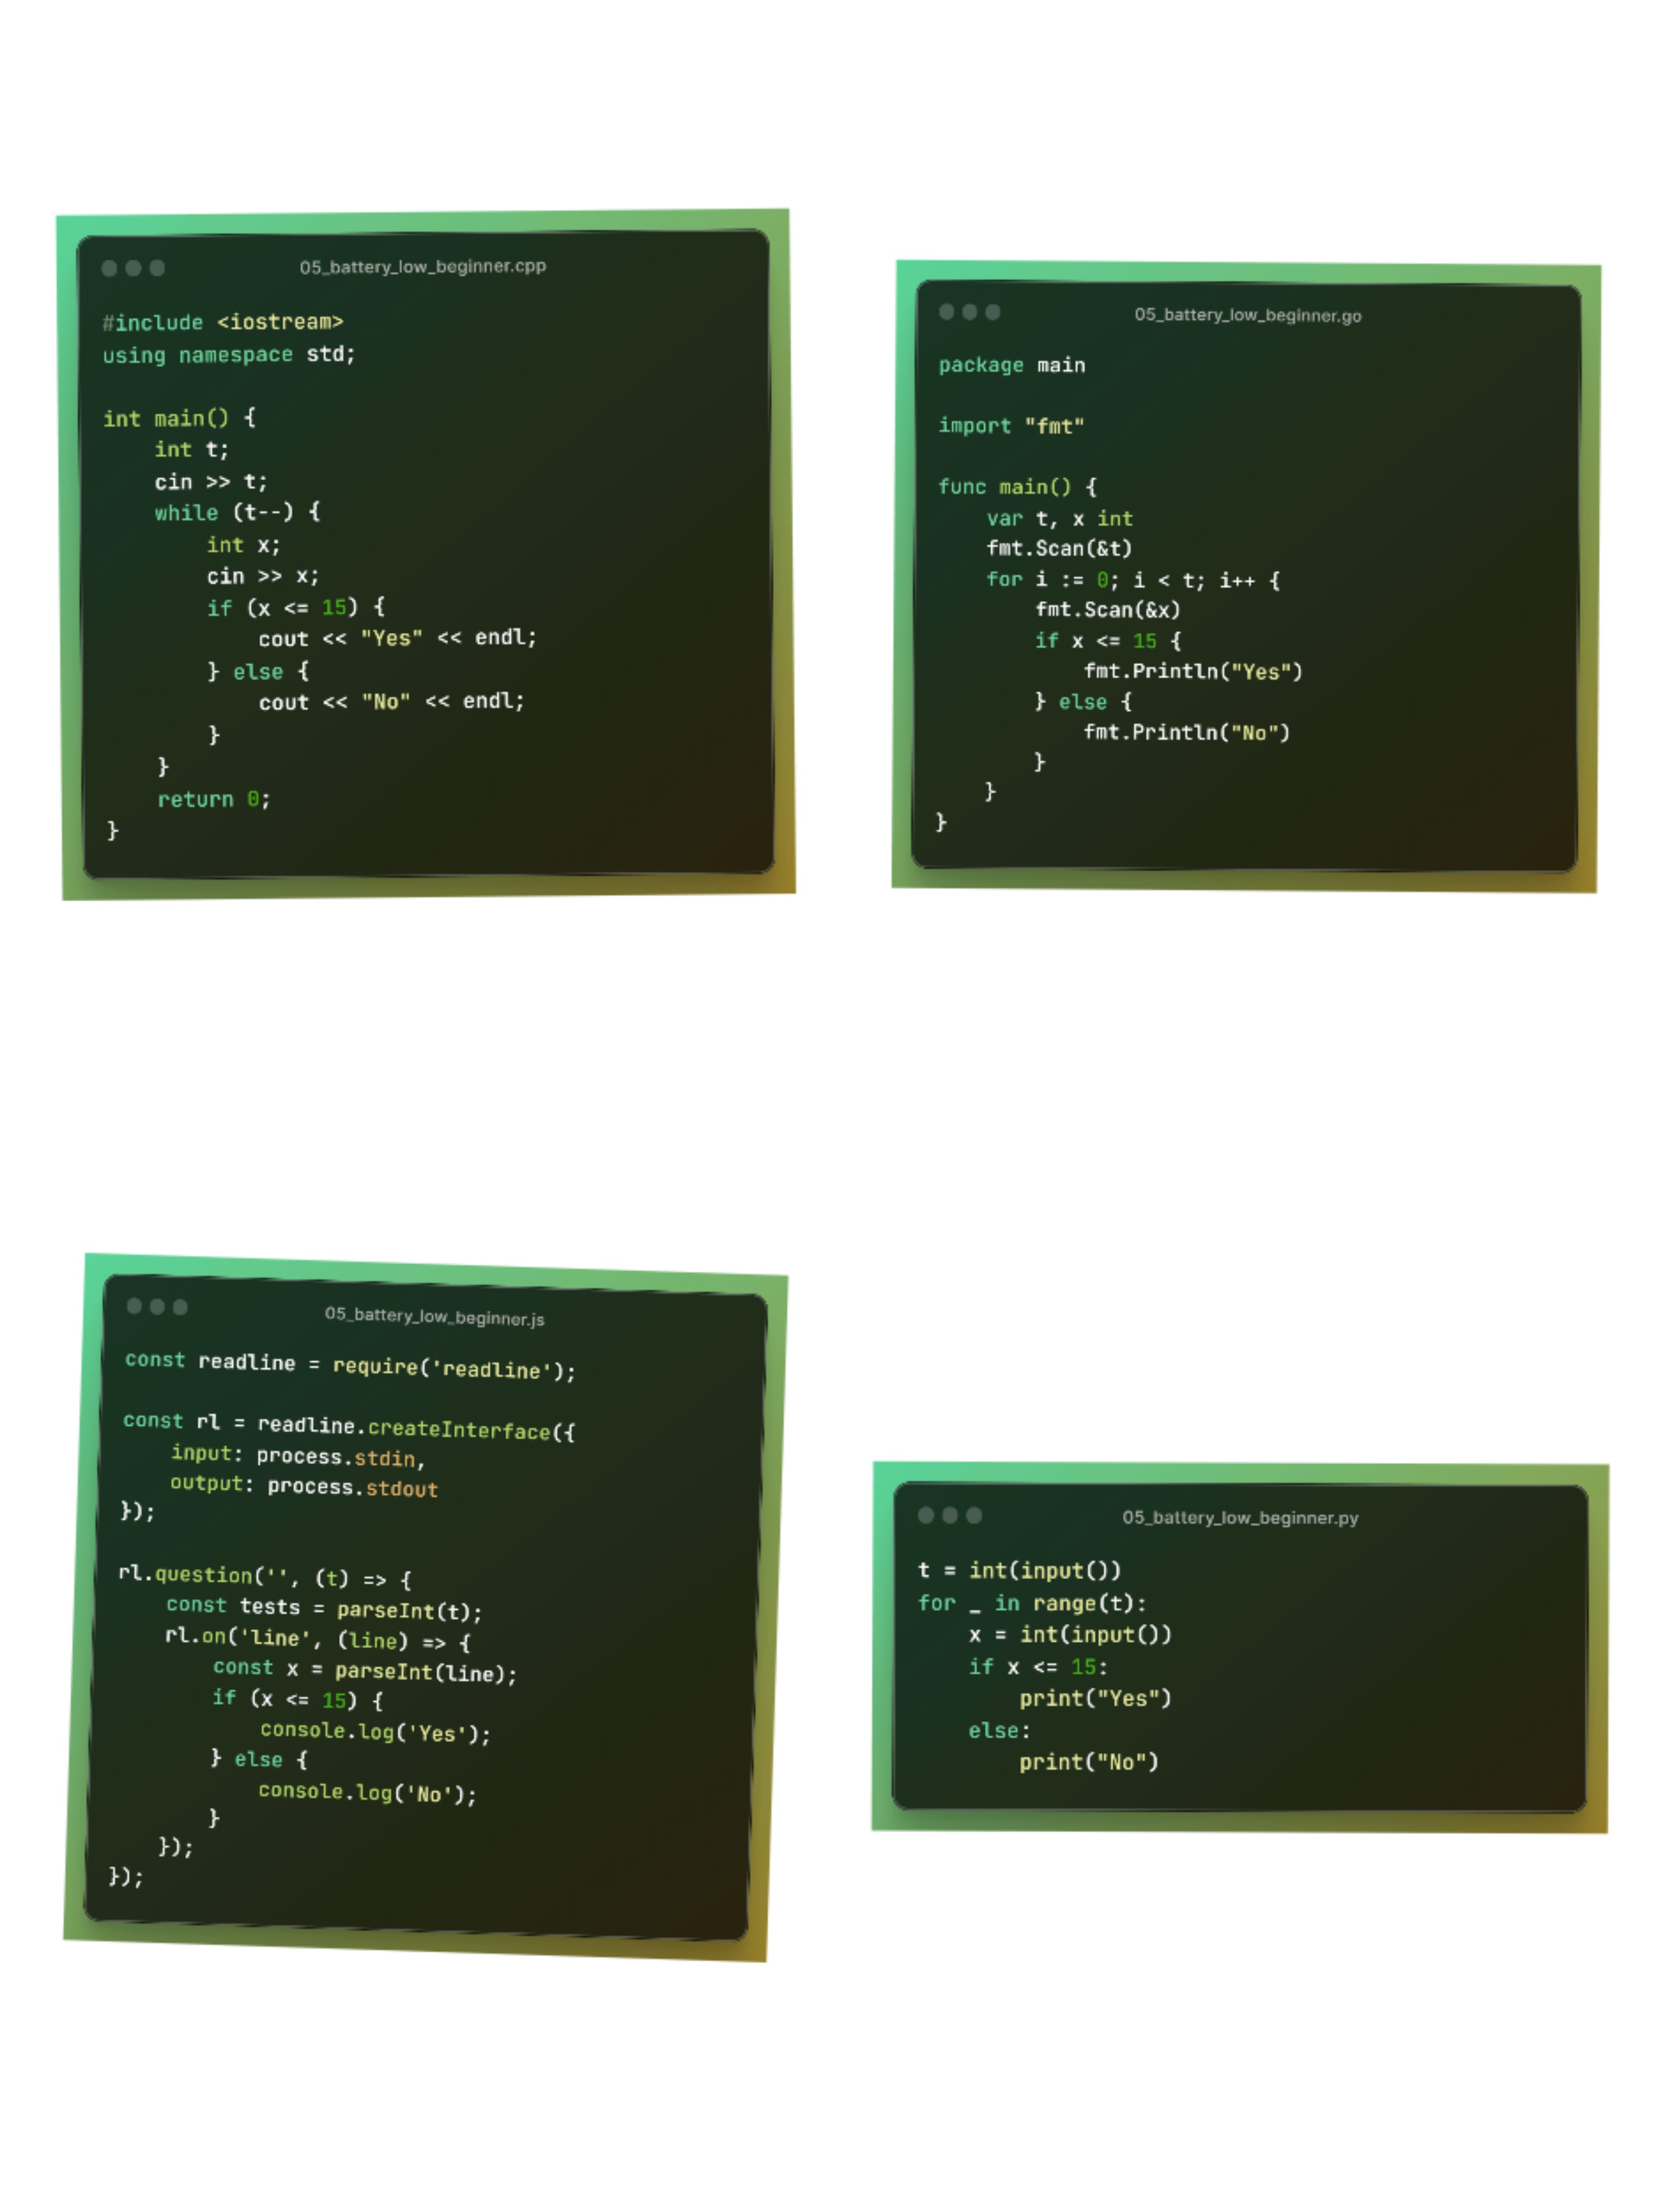 05_battery_low_beginner.cpp
#include <iostream>
using namespace std;

int main() {
    int t;
    cin >> t;
    while (t--) {
        int x;
        cin >> x;
        if (x <= 15) {
            cout << "Yes" << endl;
        } else {
            cout << "No" << endl;
        }
    }
    return 0;
}
05_battery_low_beginner.go
package main

import "fmt"

func main() {
    var t, x int
    fmt.Scan(&t)
    for i := 0; i < t; i++ {
        fmt.Scan(&x)
        if x <= 15 {
            fmt.Println("Yes")
        } else {
            fmt.Println("No")
        }
    }
}
05_battery_low_beginner.js
const readline = require('readline');

const rl = readline.createInterface({
    input: process.stdin,
    output: process.stdout
});

rl.question('', (t) => {
    const tests = parseInt(t);
    rl.on('line', (line) => {
        const x = parseInt(line);
        if (x <= 15) {
            console.log('Yes');
        } else {
            console.log('No');
        }
    });
});
05_battery_low_beginner.py
t = int(input())
for _ in range(t):
    x = int(input())
    if x <= 15:
        print("Yes")
    else:
        print("No")